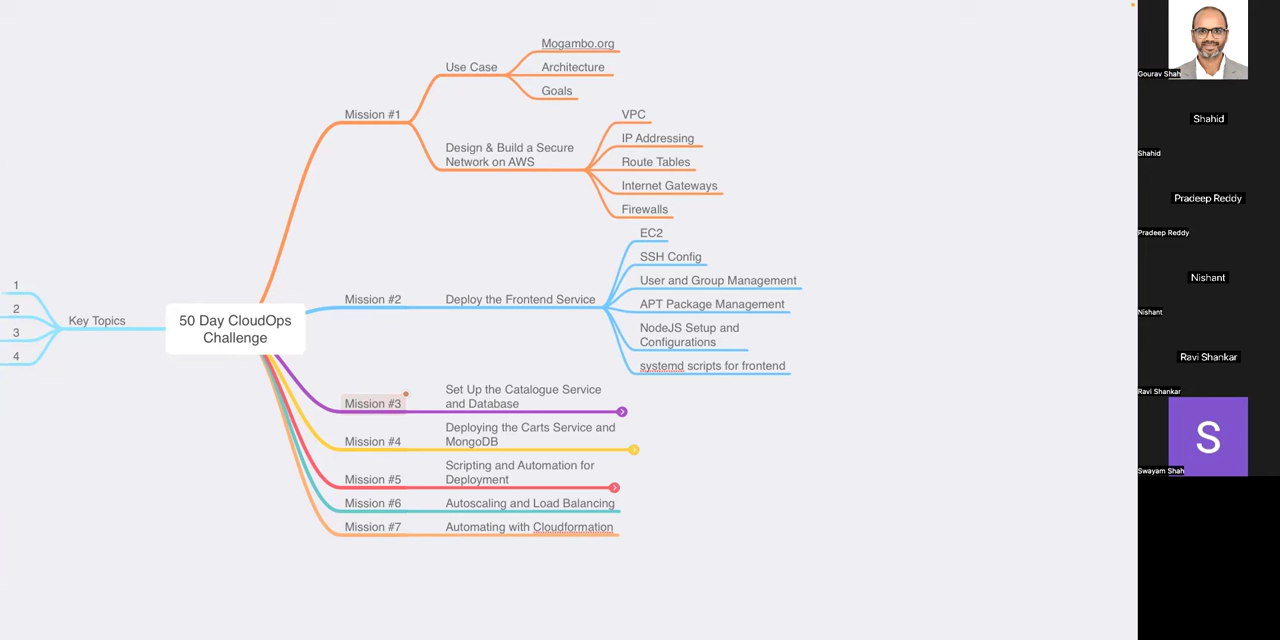 Mogambo.org
Use Case
Architecture
Goals
Mission #1
VPC
Design & Build a Secure
Network on AWS
IP Addressing
Route Tables
Internet Gateways
Firewalls
EC2
SSH Config
User and Group Management
Mission #2
Deploy the Frontend Service
APT Package Management
NodeJS Setup and
Configurations
systemd scripts for frontend
1
2
3
4
Key Topics
50 Day CloudOps
Challenge
Mission #3
Set Up the Catalogue Service
and Database
Mission #4
Deploying the Carts Service and
MongoDB
Mission #5
Scripting and Automation for
Deployment
Mission #6
Autoscaling and Load Balancing
Mission #7
Automating with Cloudformation
Gourav Shah
Shahid
Shahid
Pradeep Reddy
Pradeep Reddy
Nishant
Nishant
Ravi Shankar
Ravi Shankar
S
Swayam Shah